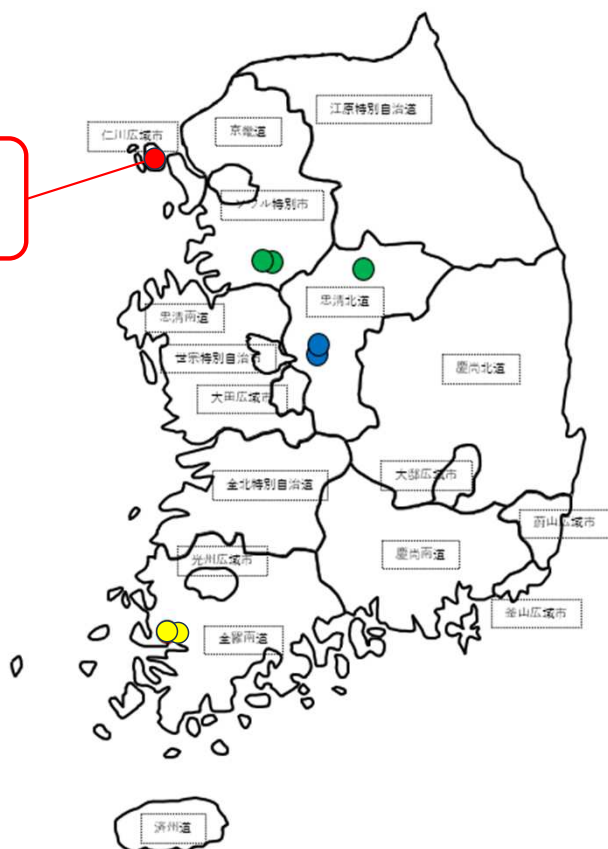 江原特別自治道
仁川広域市
京畿道
ソウル特別市
忠清北道
忠清南道
世宗特別自治市
慶尚北道
大田広域市
大邱広域市
全北特別自治道
蔚山広域市
慶尚南道
光州広域市
釜山広域市
全羅南道
済州道